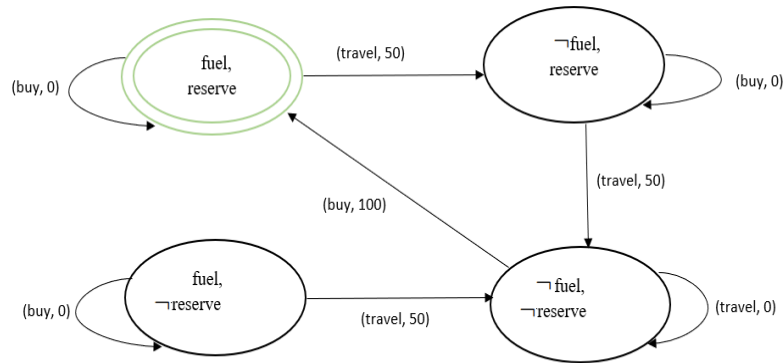 fuel,
reserve
(travel, 50)
¬fuel,
reserve
(buy, 0)
(buy, 0)
(travel, 50)
(buy, 100)
fuel,
¬reserve
(buy, 0)
(travel, 50)
¬ fuel,
¬reserve
(travel, 0)